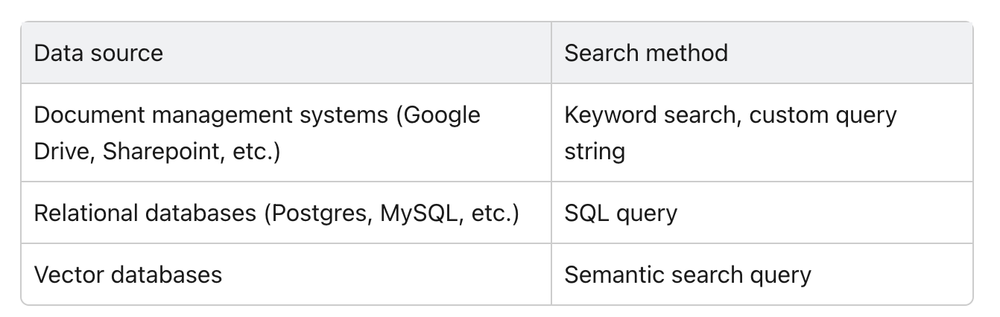 Data source
Search method
Document management systems (Google
Drive, Sharepoint, etc.)
Keyword search, custom query
string
Relational databases (Postgres, MySQL, etc.)
SQL query
Vector databases
Semantic search query